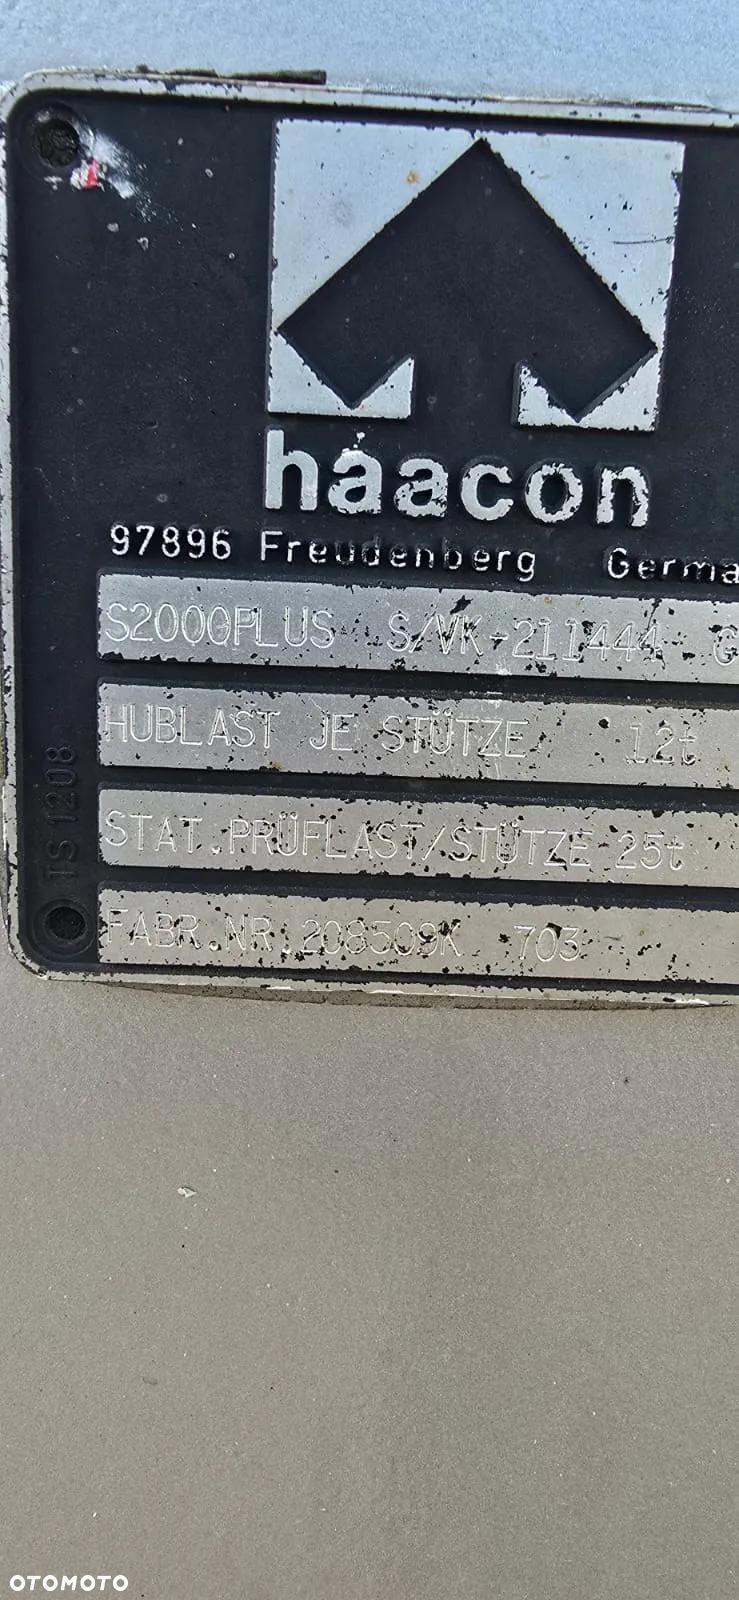 haacon
97896 Freudenberg Germa
S2000PLUS S/VK-211444 G
HUBLAST JE STÜTZE 12t
STAT.PRÜFLAST/STÜTZE 25t
FABR.NR.208509K 703
TS 1208
OTOMOTO